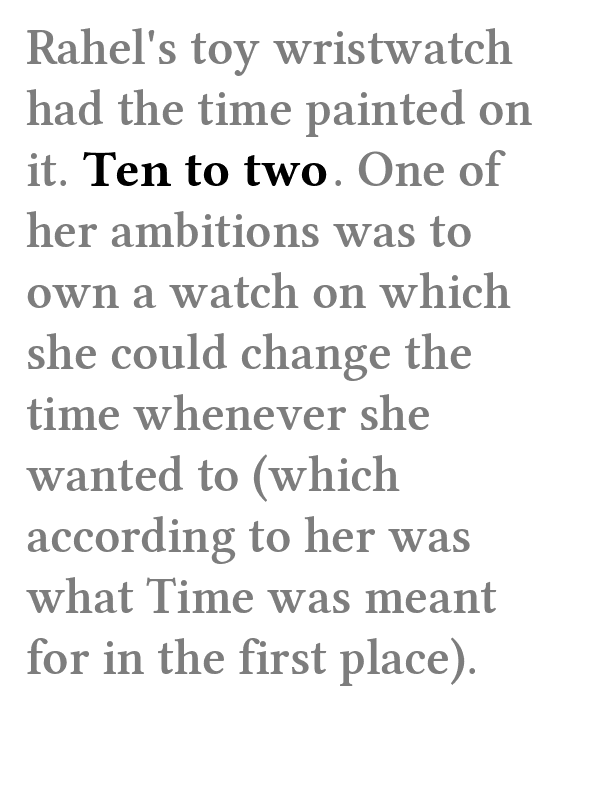 Rahel's toy wristwatch
had the time painted on
it. Ten to two. One of
her ambitions was to
own a watch on which
she could change the
time whenever she
wanted to (which
according to her was
what Time was meant
for in the first place).